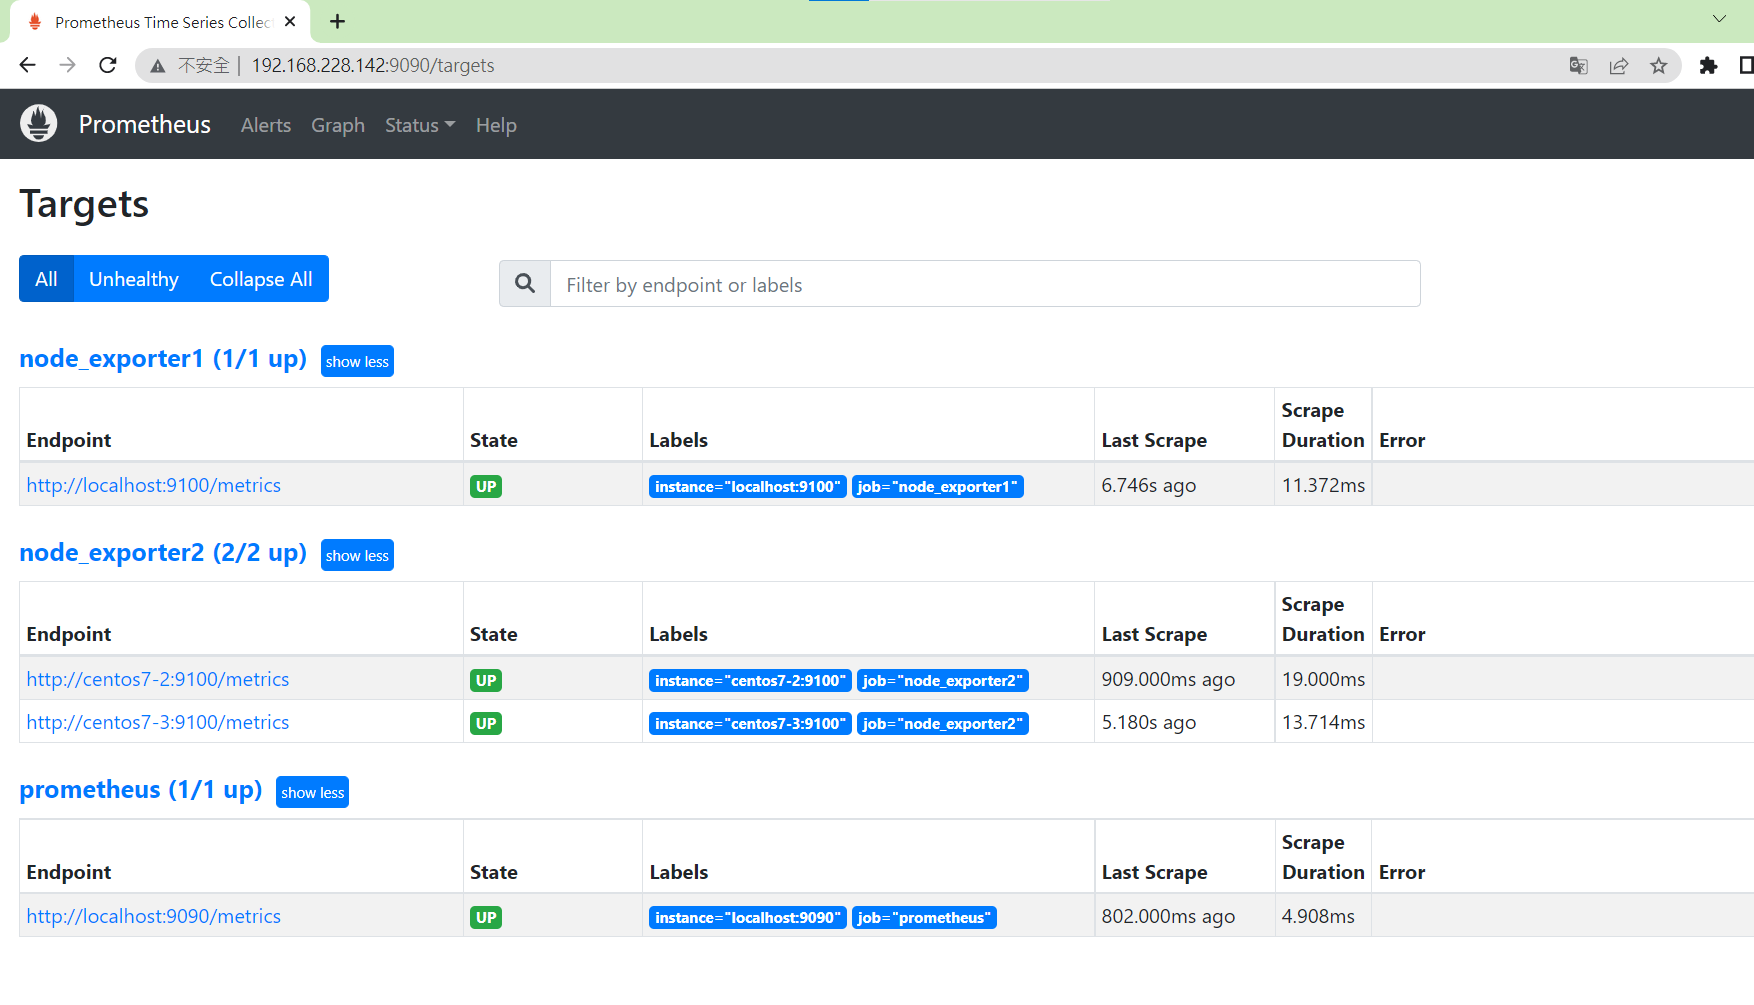 Prometheus Time Series Collec
不安全 | 192.168.228.142:9090/targets
Prometheus Alerts Graph Status Help
Targets
All Unhealthy Collapse All Filter by endpoint or labels
node_exporter1 (1/1 up) show less
Endpoint State Labels Last Scrape Scrape Duration Error
http://localhost:9100/metrics UP instance="localhost:9100" job="node_exporter1" 6.746s ago 11.372ms
node_exporter2 (2/2 up) show less
Endpoint State Labels Last Scrape Scrape Duration Error
http://centos7-2:9100/metrics UP instance="centos7-2:9100" job="node_exporter2" 909.000ms ago 19.000ms
http://centos7-3:9100/metrics UP instance="centos7-3:9100" job="node_exporter2" 5.180s ago 13.714ms
prometheus (1/1 up) show less
Endpoint State Labels Last Scrape Scrape Duration Error
http://localhost:9090/metrics UP instance="localhost:9090" job="prometheus" 802.000ms ago 4.908ms